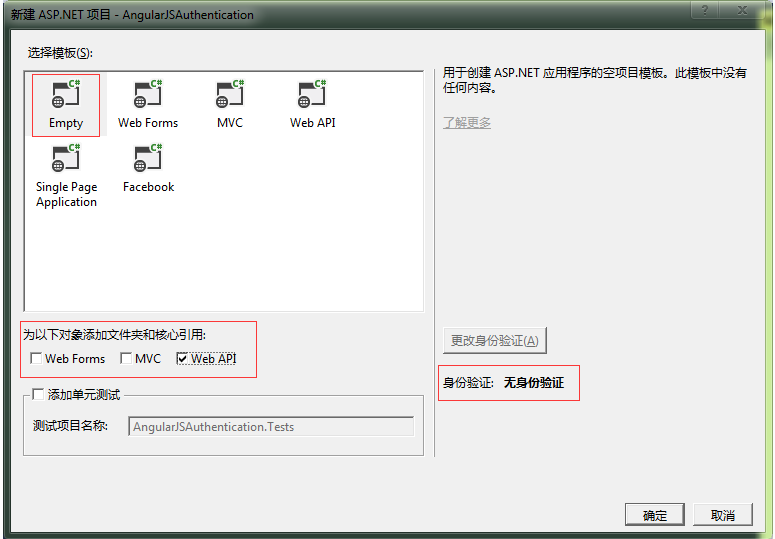 新建 ASP.NET 项目 - AngularJSAuthentication
选择模板(S):
C# C# C# C#
Empty Web Forms MVC Web API
C# C#
Single Page Application Facebook
用于创建 ASP.NET 应用程序的空项目模板。此模板中没有
任何内容。
了解更多
为以下对象添加文件夹和核心引用:
Web Forms MVC Web API
添加单元测试
测试项目名称: AngularJSAuthentication.Tests
更改身份验证(A)
身份验证: 无身份验证
确定 取消